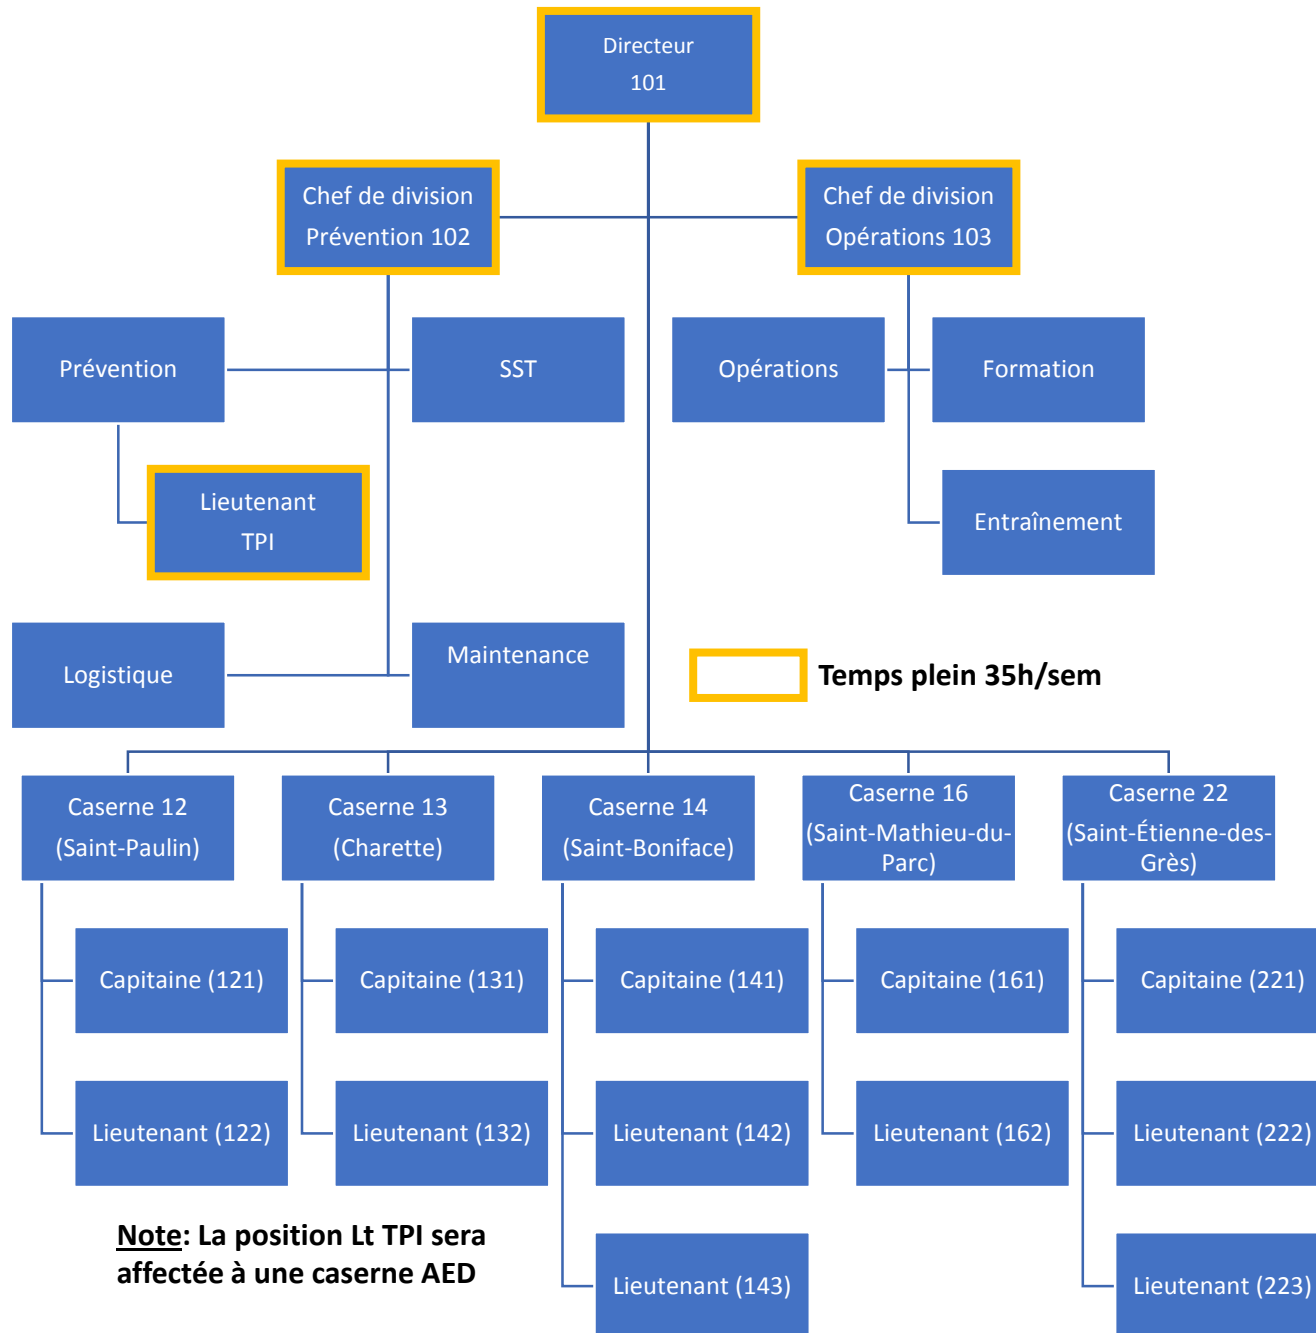 Directeur
101
Chef de division
Prévention 102
Chef de division
Opérations 103
Prévention
SST
Opérations
Formation
Lieutenant
TPI
Entraînement
Logistique
Maintenance
Temps plein 35h/sem
Caserne 12
(Saint-Paulin)
Caserne 13
(Charette)
Caserne 14
(Saint-Boniface)
Caserne 16
(Saint-Mathieu-du-
Parc)
Caserne 22
(Saint-Étienne-des-
Grès)
Capitaine (121)
Capitaine (131)
Capitaine (141)
Capitaine (161)
Capitaine (221)
Lieutenant (122)
Lieutenant (132)
Lieutenant (142)
Lieutenant (162)
Lieutenant (222)
Note: La position Lt TPI sera
affectée à une caserne AED
Lieutenant (143)
Lieutenant (223)